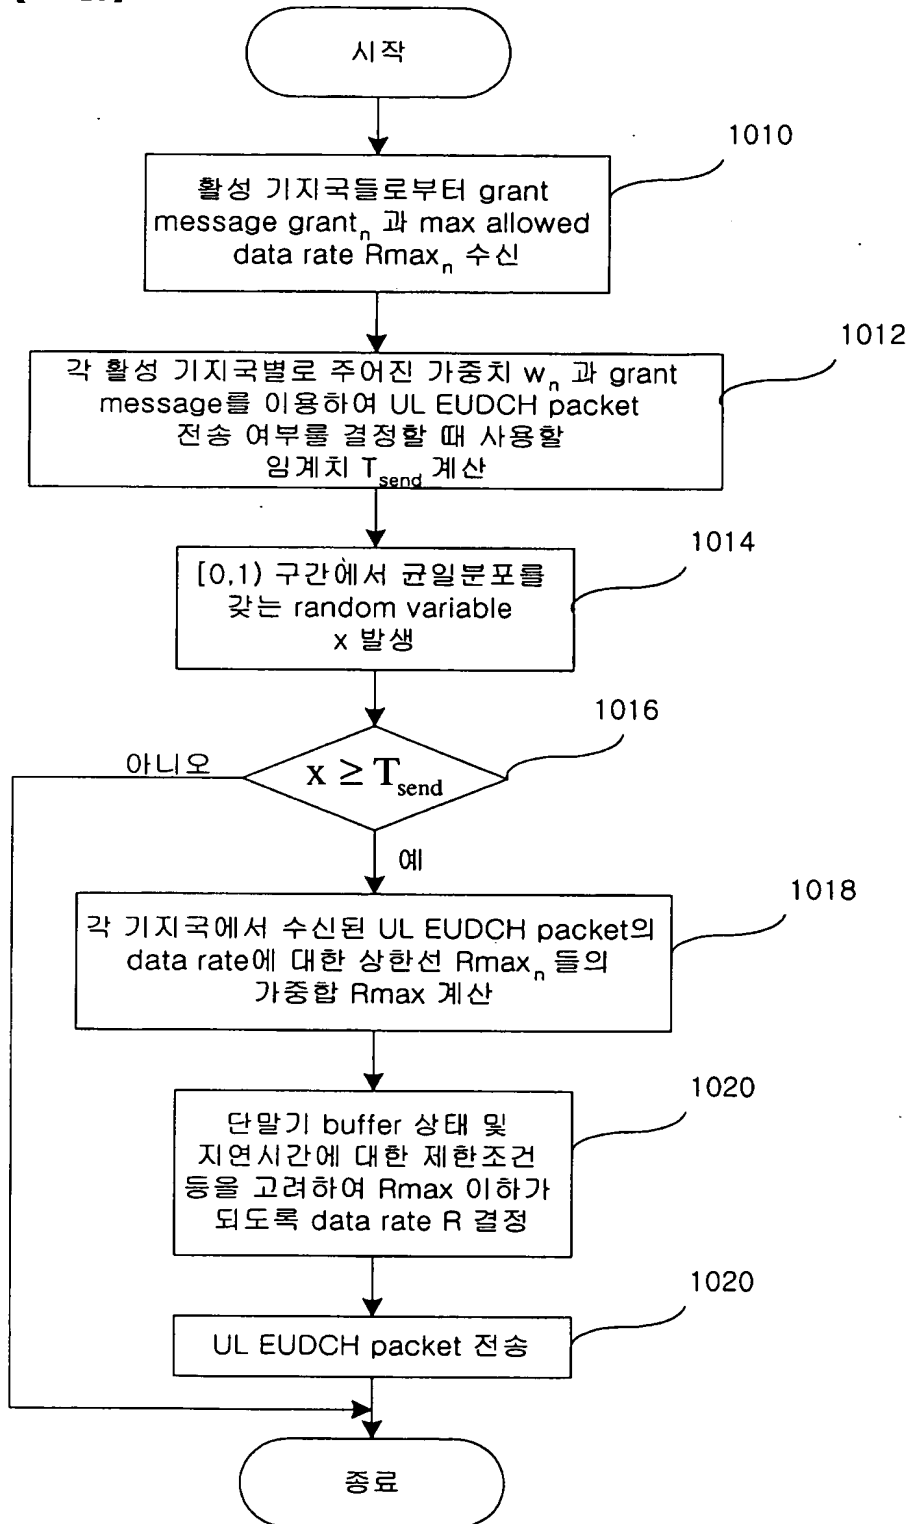 시작
1010
활성 기지국들로부터 grant
message grantn 과 max allowed
data rate Rmaxn 수신
1012
각 활성 기지국별로 주어진 가중치 wn 과 grant
message를 이용하여 UL EUDCH packet
전송 여부를 결정할 때 사용할
임계치 Tsend 계산
1014
[0,1) 구간에서 균일분포를
갖는 random variable
x 발생
1016
아니오
x ≥ Tsend
예
1018
각 기지국에서 수신된 UL EUDCH packet의
data rate에 대한 상한선 Rmaxn 들의
가중합 Rmax 계산
1020
단말기 buffer 상태 및
지연시간에 대한 제한조건
등을 고려하여 Rmax 이하가
되도록 data rate R 결정
1020
UL EUDCH packet 전송
종료